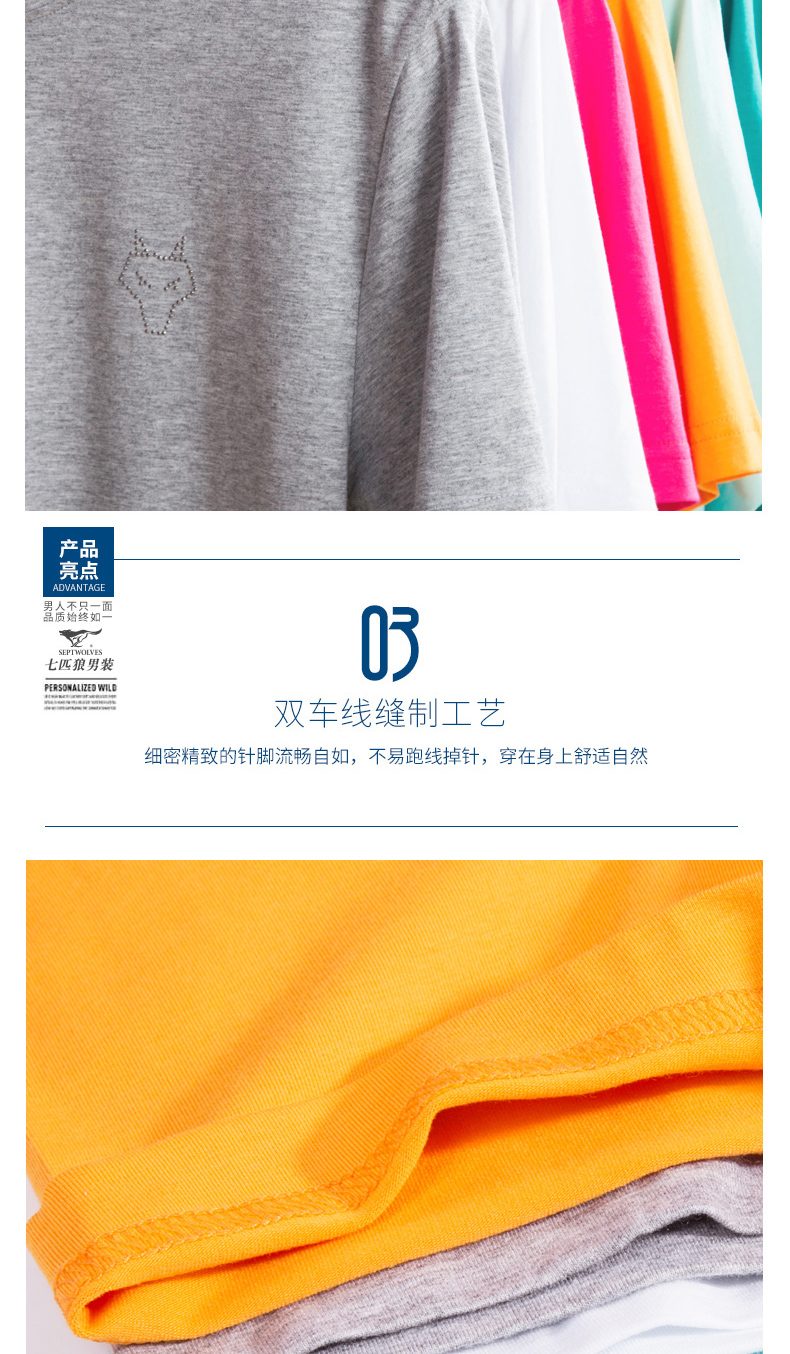 产品
亮点
ADVANTAGE
男人不只一面
品质始终如一
SEPTWOLVES
七匹狼男装
PERSONALIZED WILD
03
双车线缝制工艺
细密精致的针脚流畅自如，不易跑线掉针，穿在身上舒适自然